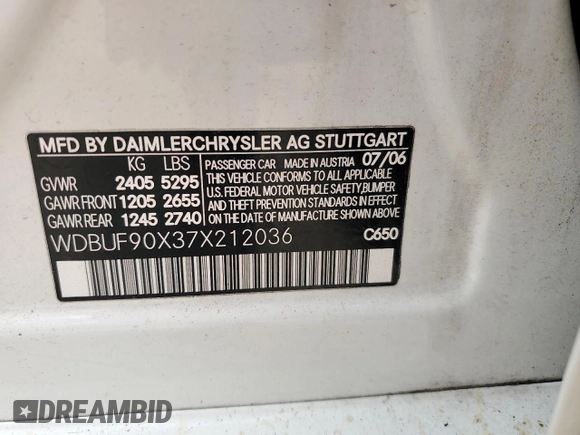 MFD BY DAIMLERCHRYSLER AG STUTTGART
KG LBS
GVWR 2405 5295
GAWR FRONT 1205 2655
GAWR REAR 1245 2740
PASSENGER CAR MADE IN AUSTRIA 07/06
THIS VEHICLE CONFORMS TO ALL APPLICABLE
U.S. FEDERAL MOTOR VEHICLE SAFETY, BUMPER
AND THEFT PREVENTION STANDARDS IN EFFECT
ON THE DATE OF MANUFACTURE SHOWN ABOVE.
WDBUF90X37X212036 C650
DREAMBID